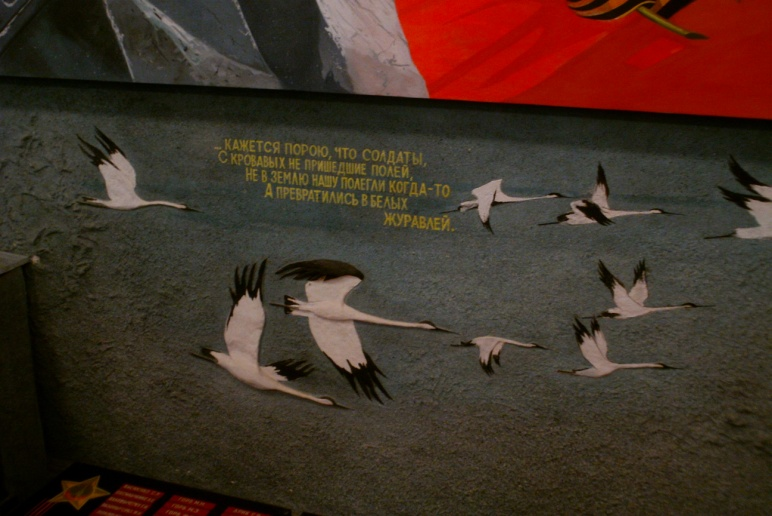 ...КАЖЕТСЯ ПОРОЮ, ЧТО СОЛДАТЫ,
С КРОВАВЫХ НЕ ПРИШЕДШИЕ ПОЛЕЙ,
НЕ В ЗЕМЛЮ НАШУ ПОЛЕГЛИ КОГДА-ТО
А ПРЕВРАТИЛИСЬ В БЕЛЫХ
ЖУРАВЛЕЙ.